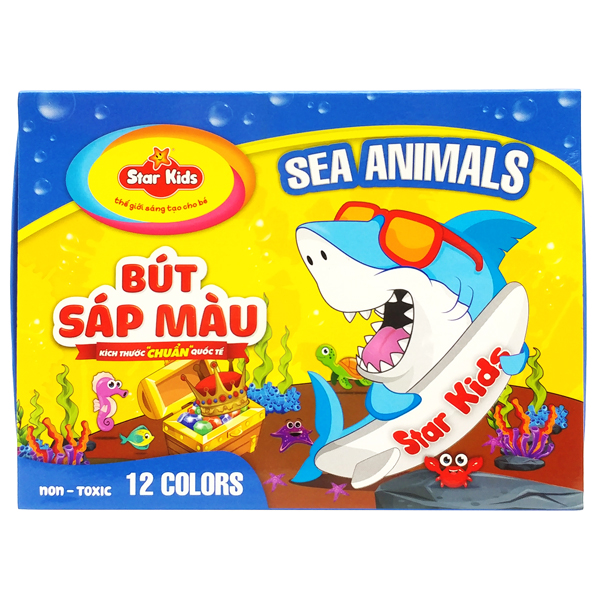 Star Kids
thế giới sáng tạo cho bé
SEA ANIMALS
BÚT
SÁP MÀU
KÍCH THƯỚC "CHUẨN" QUỐC TẾ
Star Kids
non - TOXIC 12 COLORS